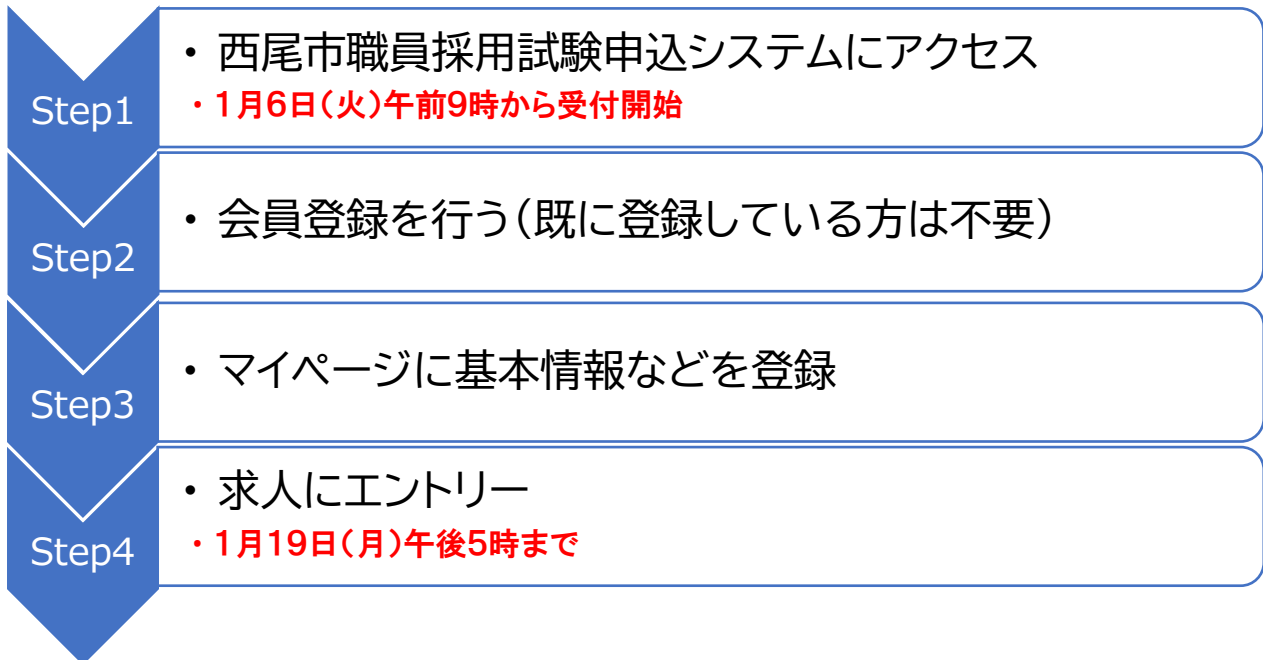 Step1
・ 西尾市職員採用試験申込システムにアクセス
・1月6日（火）午前9時から受付開始
Step2
・ 会員登録を行う（既に登録している方は不要）
Step3
・ マイページに基本情報などを登録
Step4
・ 求人にエントリー
・1月19日（月）午後5時まで